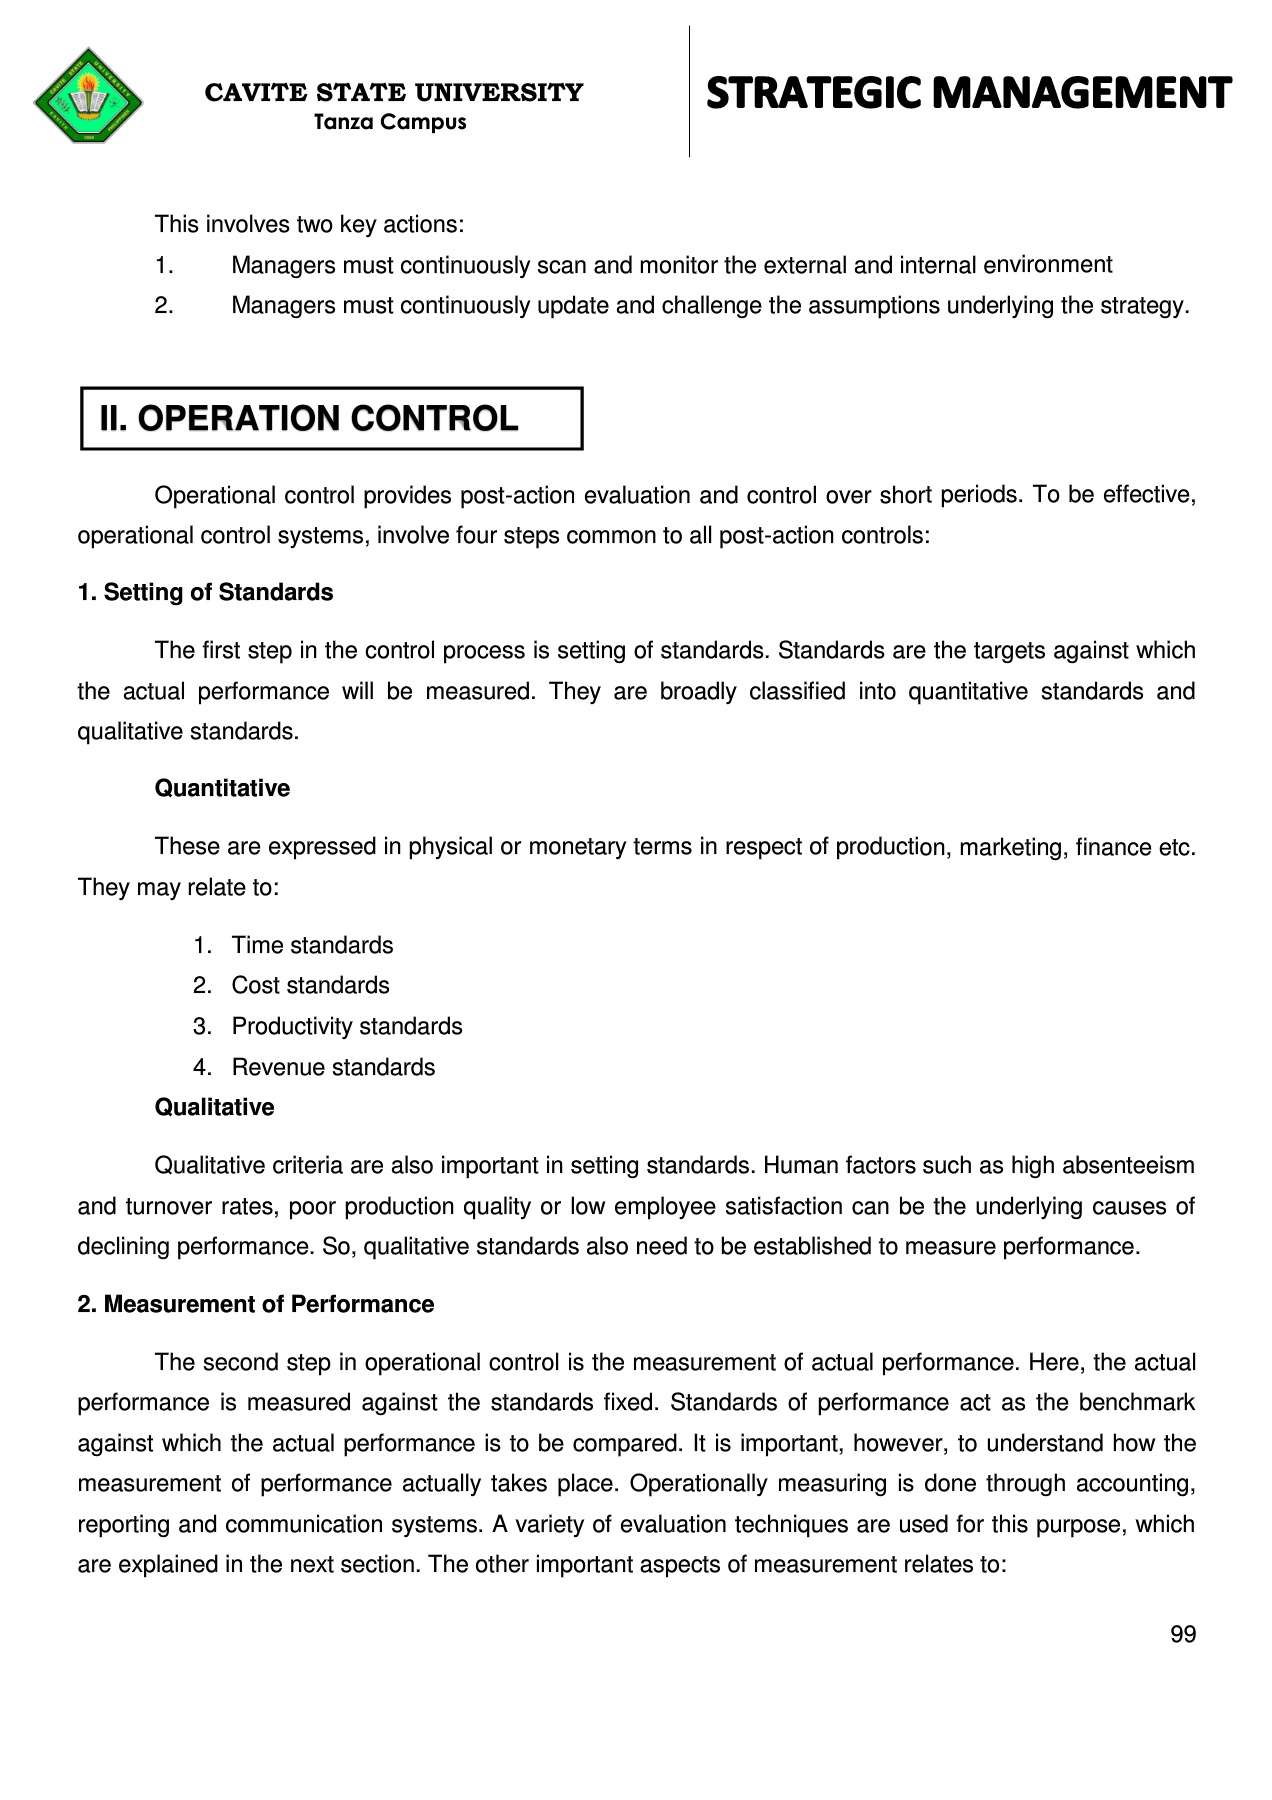 CAVITE STATE UNIVERSITY
Tanza Campus
STRATEGIC MANAGEMENT
This involves two key actions:
1. Managers must continuously scan and monitor the external and internal environment
2. Managers must continuously update and challenge the assumptions underlying the strategy.
II. OPERATION CONTROL
Operational control provides post-action evaluation and control over short periods. To be effective,
operational control systems, involve four steps common to all post-action controls:
1. Setting of Standards
The first step in the control process is setting of standards. Standards are the targets against which
the actual performance will be measured. They are broadly classified into quantitative standards and
qualitative standards.
Quantitative
These are expressed in physical or monetary terms in respect of production, marketing, finance etc.
They may relate to:
1. Time standards
2. Cost standards
3. Productivity standards
4. Revenue standards
Qualitative
Qualitative criteria are also important in setting standards. Human factors such as high absenteeism
and turnover rates, poor production quality or low employee satisfaction can be the underlying causes of
declining performance. So, qualitative standards also need to be established to measure performance.
2. Measurement of Performance
The second step in operational control is the measurement of actual performance. Here, the actual
performance is measured against the standards fixed. Standards of performance act as the benchmark
against which the actual performance is to be compared. It is important, however, to understand how the
measurement of performance actually takes place. Operationally measuring is done through accounting,
reporting and communication systems. A variety of evaluation techniques are used for this purpose, which
are explained in the next section. The other important aspects of measurement relates to:
99